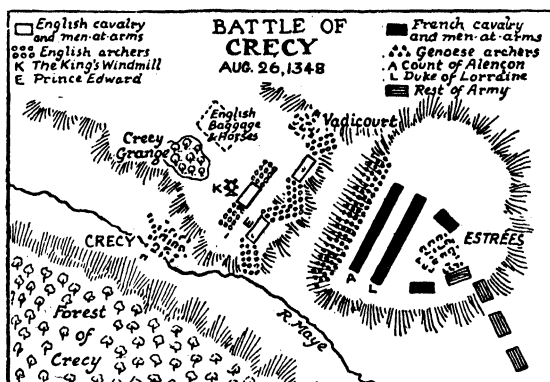 English cavalry
and men-at-arms
English archers
K The King's Windmill
E Prince Edward
BATTLE OF
CRECY
AUG. 26, 1348
French cavalry
and men-at-arms
Genoese archers
A Count of Alençon
L Duke of Lorraine
Rest of Army
English
Baggage
& Horses
Vadicourt
Crecy
Grange
K
E
CRECY
ESTRÉES
A
L
R. Maye
Forest
of
Crecy